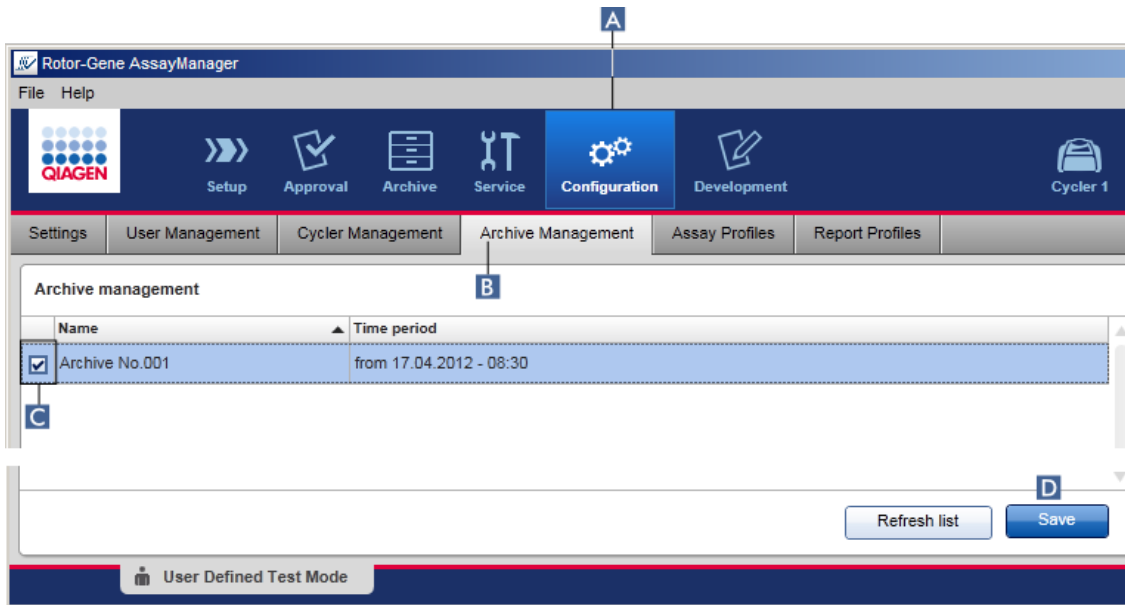 A
Rotor-Gene AssayManager
File Help
QIAGEN
Setup
Approval
Archive
Service
Configuration
Development
Cycler 1
Settings
User Management
Cycler Management
Archive Management
Assay Profiles
Report Profiles
B
Archive management
Name
Time period
Archive No.001
from 17.04.2012 - 08:30
C
D
Refresh list
Save
User Defined Test Mode